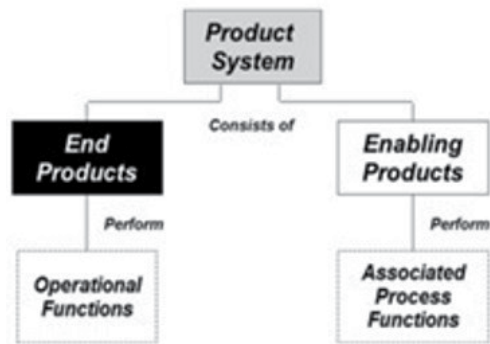 Product
System
Consists of
End
Products
Enabling
Products
Perform
Perform
Operational
Functions
Associated
Process
Functions